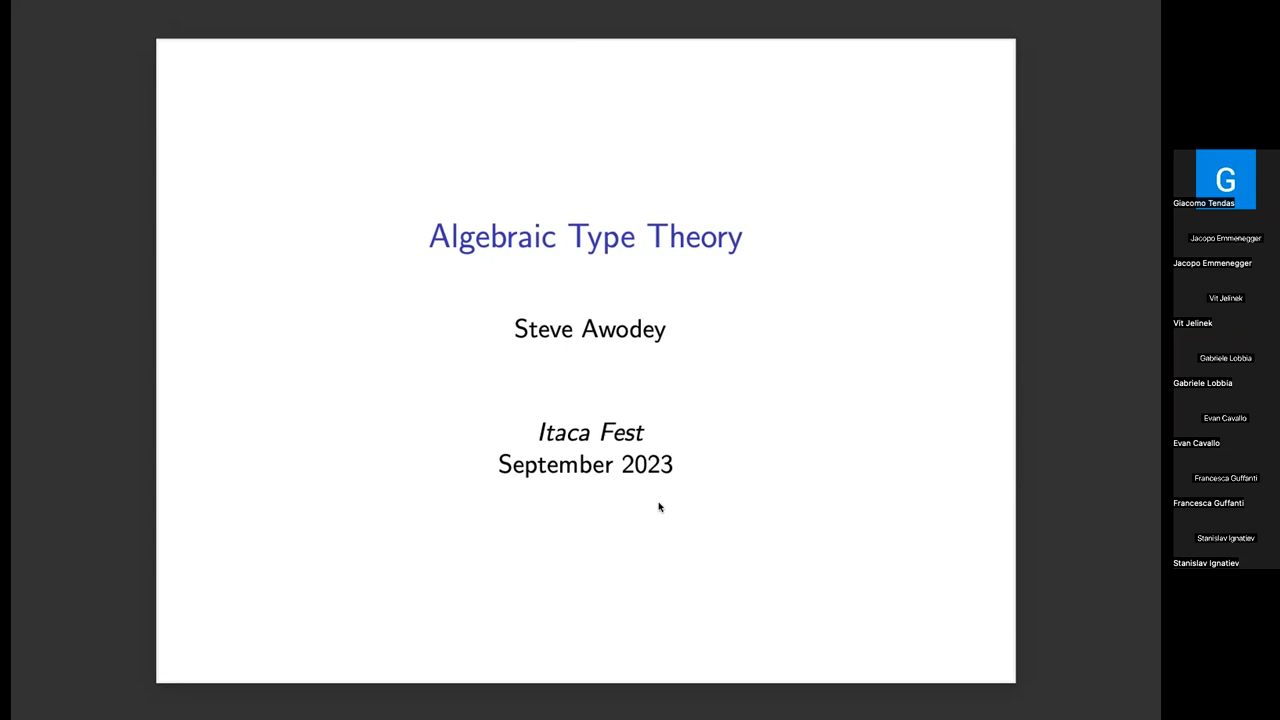 Algebraic Type Theory
Steve Awodey
Itaca Fest
September 2023
G
Giacomo Tendas
Jacopo Emmenegger
Jacopo Emmenegger
Vit Jelinek
Vit Jelinek
Gabriele Lobbia
Gabriele Lobbia
Evan Cavallo
Evan Cavallo
Francesca Guffanti
Francesca Guffanti
Stanislav Ignatiev
Stanislav Ignatiev